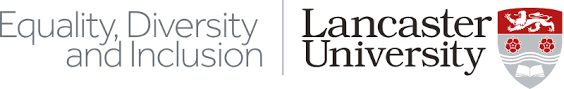 Equality, Diversity
and Inclusion
Lancaster
University